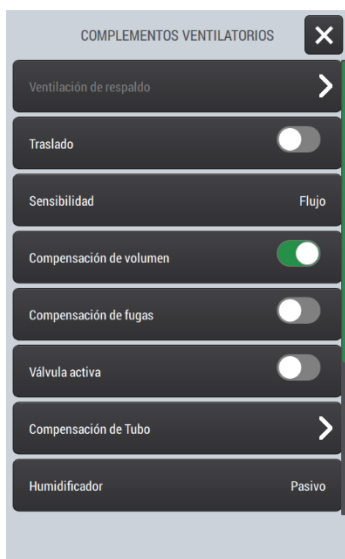 COMPLEMENTOS VENTILATORIOS
Ventilación de respaldo
Traslado
Sensibilidad Flujo
Compensación de volumen
Compensación de fugas
Válvula activa
Compensación de Tubo
Humidificador Pasivo